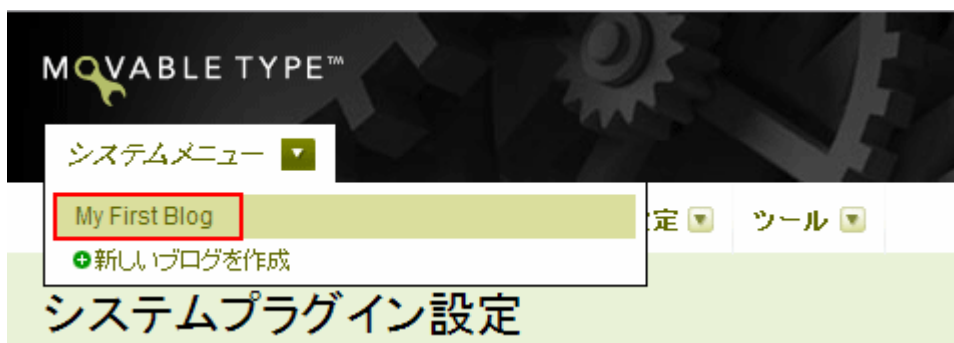 MOVABLE TYPE™
システムメニュー
My First Blog
定 ツール
新しいブログを作成
システムプラグイン設定